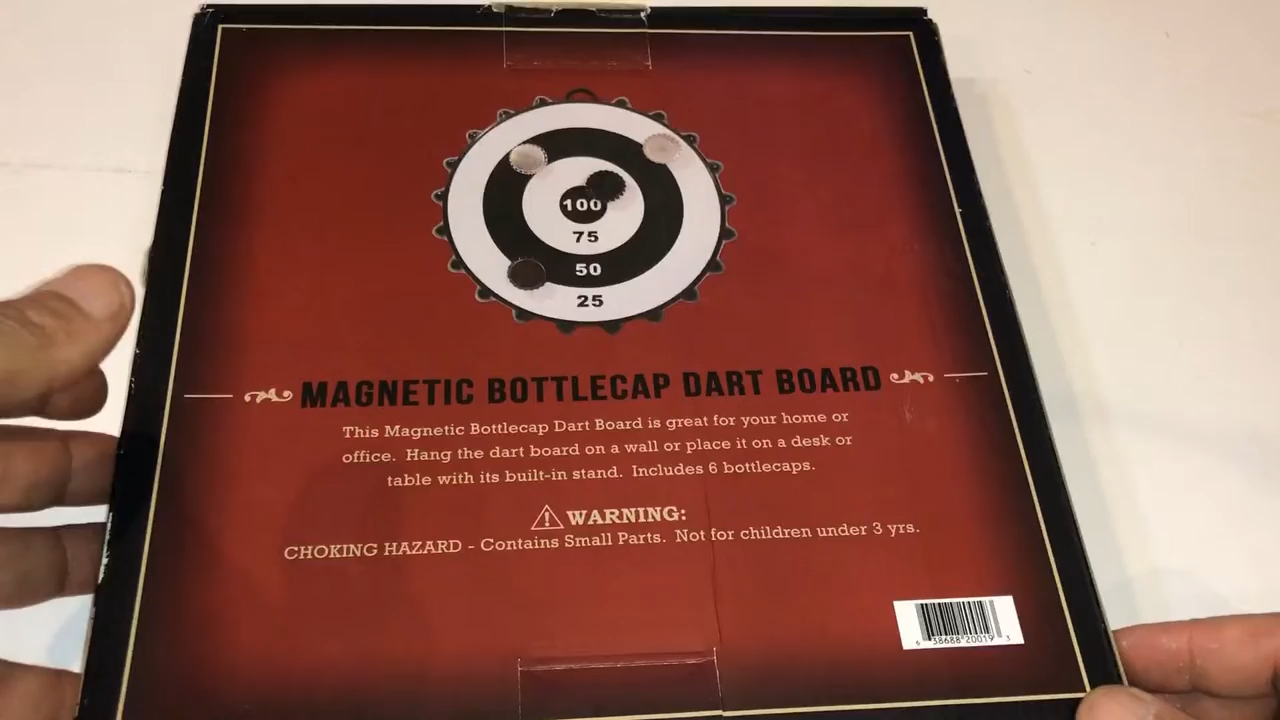 100
75
50
25
MAGNETIC BOTTLECAP DART BOARD
This Magnetic Bottlecap Dart Board is great for your home or
office. Hang the dart board on a wall or place it on a desk or
table with its built-in stand. Includes 6 bottlecaps.
WARNING:
CHOKING HAZARD - Contains Small Parts. Not for children under 3 yrs.
6 38688 20019 3